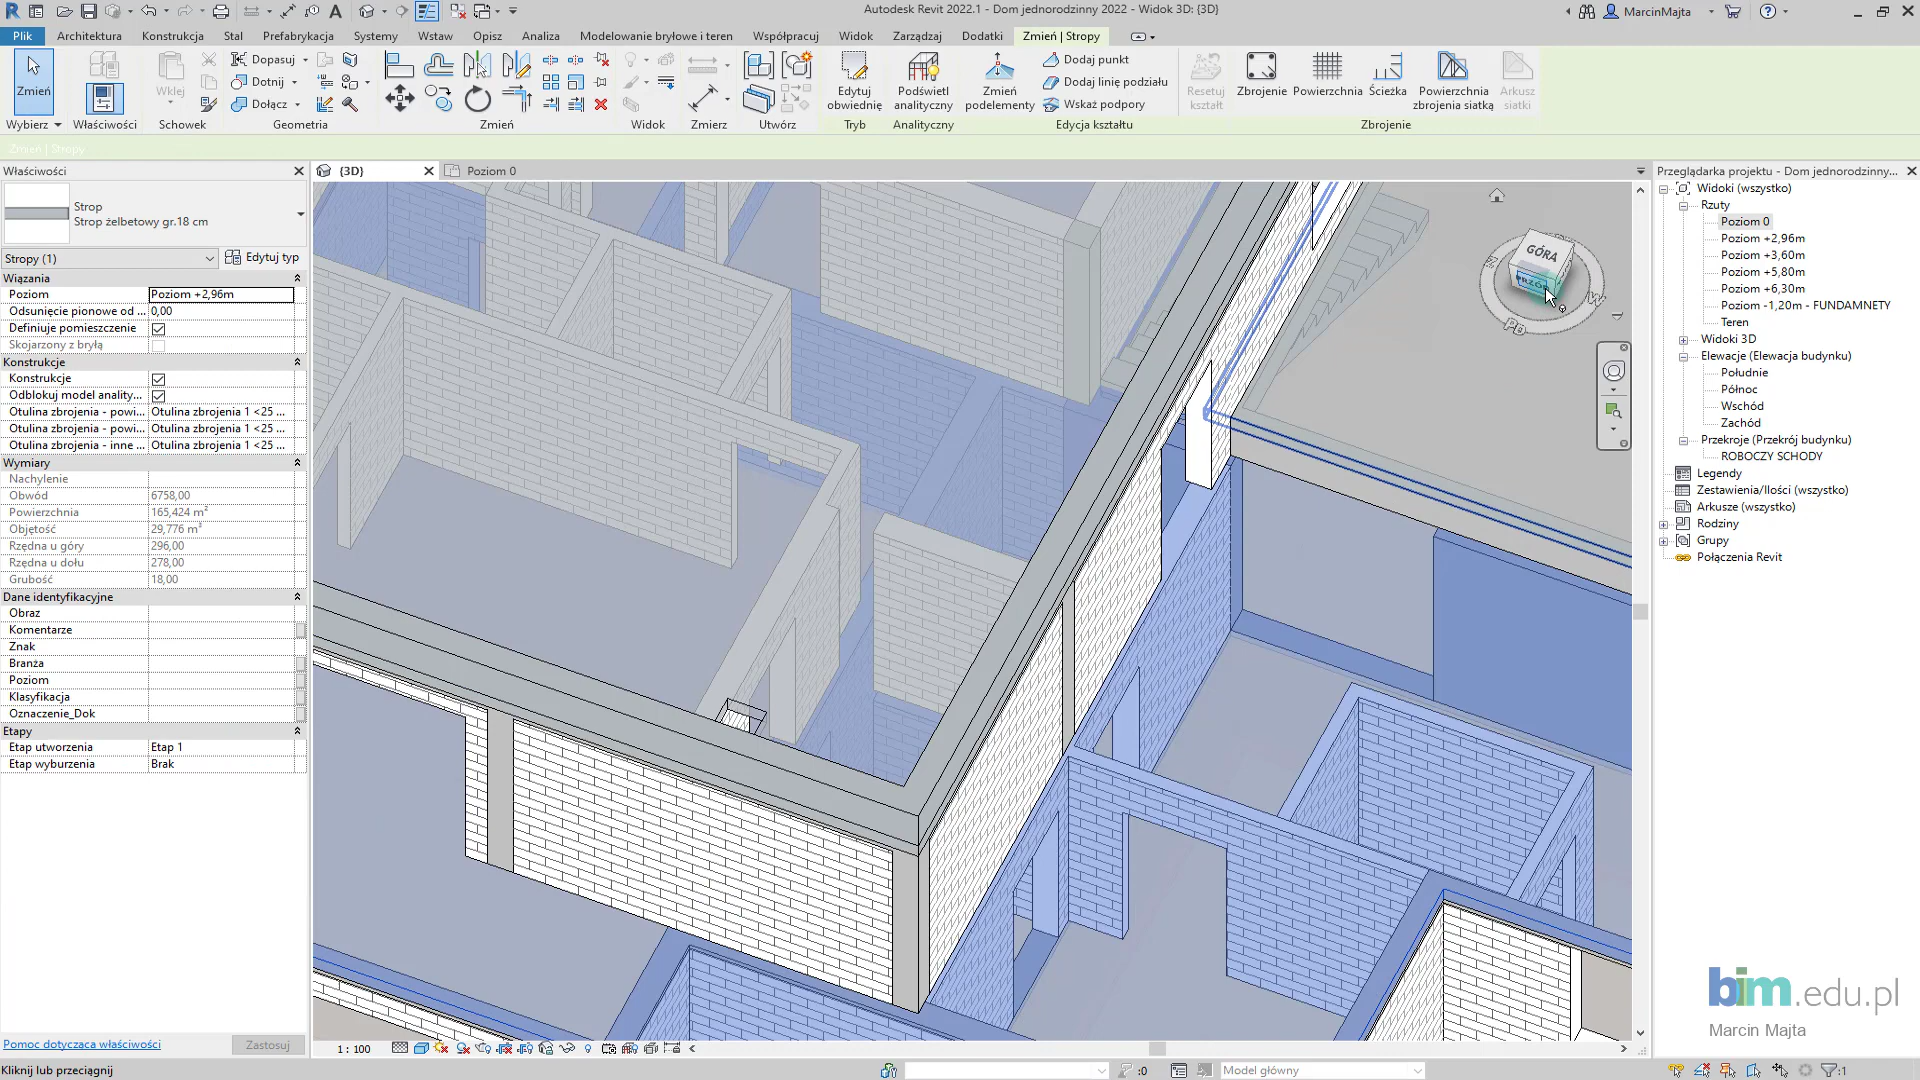 Autodesk Revit 2022.1 - Dom jednorodzinny 2022 - Widok 3D: {3D}
MarcinMajta
Plik Architektura Konstrukcja Stal Prefabrykacja Systemy Wstaw Opisz Analiza Modelowanie bryłowe i teren Współpracuj Widok Zarządzaj Dodatki Zmień | Stropy
Zmień
Wklej
Dopasuj
Dotnij
Dołącz
Edytuj obwiednię
Podświetl analityczny
Zmień podelementy
Dodaj punkt
Dodaj linię podziału
Wskaż podpory
Resetuj kształt
Zbrojenie
Powierzchnia
Ścieżka
Powierzchnia zbrojenia siatką
Arkusz siatki
Wybierz Właściwości Schowek Geometria Zmień Widok Zmierz Utwórz Tryb Analityczny Edycja kształtu Zbrojenie
Zmień | Stropy
Właściwości
Strop
Strop żelbetowy gr.18 cm
Stropy (1) Edytuj typ
Wiązania
Poziom Poziom +2,96m
Odsunięcie pionowe od ... 0,00
Definiuje pomieszczenie
Skojarzony z bryłą
Konstrukcje
Konstrukcje
Odblokuj model anality...
Otulina zbrojenia - powi... Otulina zbrojenia 1 <25 ...
Otulina zbrojenia - powi... Otulina zbrojenia 1 <25 ...
Otulina zbrojenia - inne ... Otulina zbrojenia 1 <25 ...
Wymiary
Nachylenie
Obwód 6758,00
Powierzchnia 165,424 m²
Objętość 29,776 m³
Rzędna u góry 296,00
Rzędna u dołu 278,00
Grubość 18,00
Dane identyfikacyjne
Obraz
Komentarze
Znak
Branża
Poziom
Klasyfikacja
Oznaczenie_Dok
Etapy
Etap utworzenia Etap 1
Etap wyburzenia Brak
Pomoc dotycząca właściwości Zastosuj
{3D} Poziom 0
GÓRA
PRZÓD
Z
W
PD
1 : 100
Przeglądarka projektu - Dom jednorodzinny...
Widoki (wszystko)
Rzuty
Poziom 0
Poziom +2,96m
Poziom +3,60m
Poziom +5,80m
Poziom +6,30m
Poziom -1,20m - FUNDAMNETY
Teren
Widoki 3D
Elewacje (Elewacja budynku)
Południe
Północ
Wschód
Zachód
Przekroje (Przekrój budynku)
ROBOCZY SCHODY
Legendy
Zestawienia/Ilości (wszystko)
Arkusze (wszystko)
Rodziny
Grupy
Połączenia Revit
bim.edu.pl
Marcin Majta
Kliknij lub przeciągnij
:0
Model główny
:1